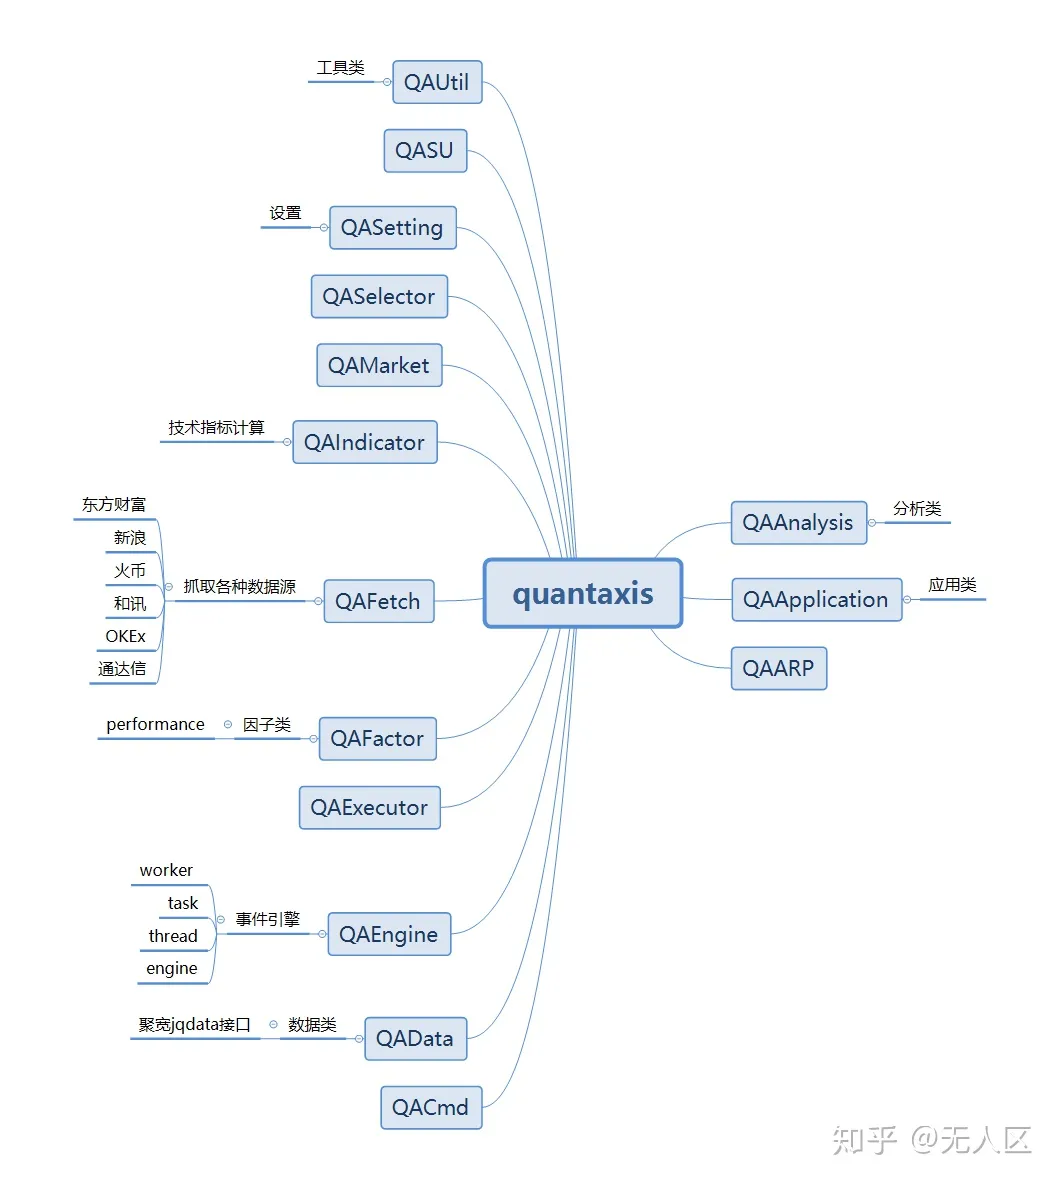 工具类
QAUtil
QASU
设置
QASetting
QASelector
QAMarket
技术指标计算
QAIndicator
东方财富
新浪
火币
和讯
OKEx
通达信
抓取各种数据源
QAFetch
performance
因子类
QAFactor
QAExecutor
worker
task
thread
engine
事件引擎
QAEngine
聚宽jqdata接口
数据类
QAData
QACmd
quantaxis
QAAnalysis
分析类
QAApplication
应用类
QAARP
知乎 @无人区